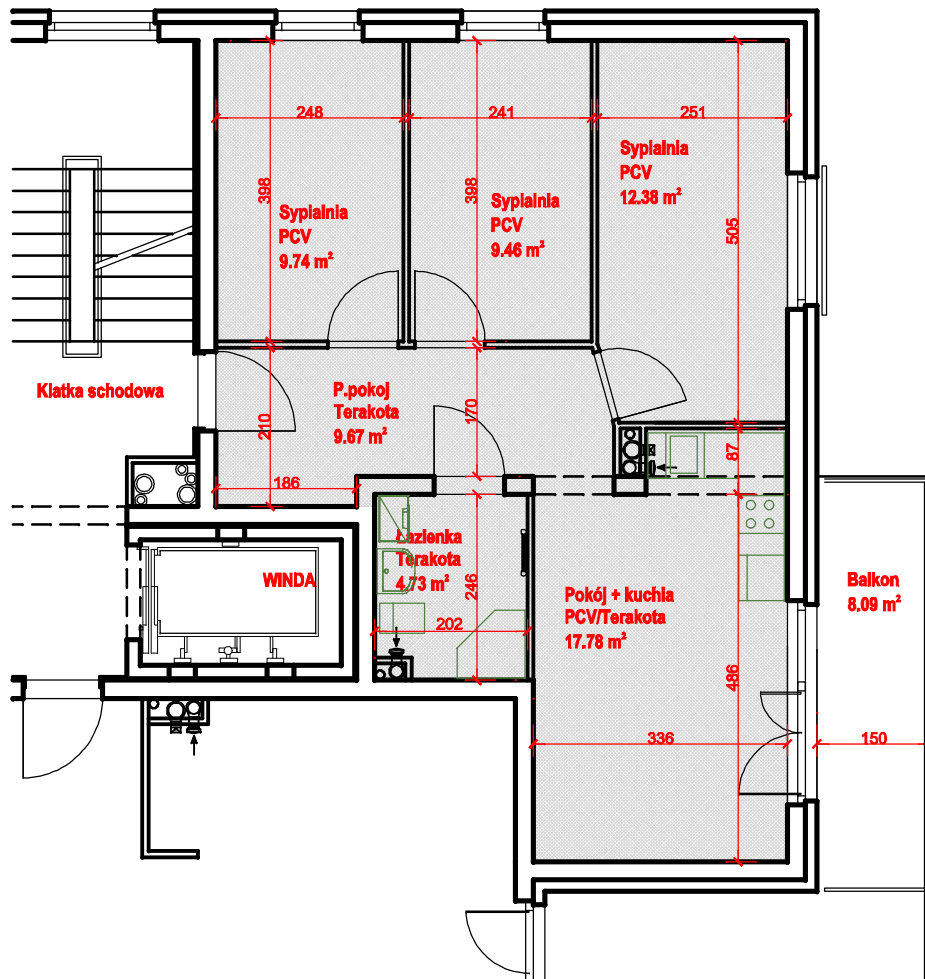 248
241
251
Sypialnia
PCV
12.38 m²
398
398
Sypialnia
PCV
9.74 m²
Sypialnia
PCV
9.46 m²
505
Klatka schodowa
P.pokoj
Terakota
9.67 m²
210
170
87
186
Łazienka
Terakota
4.73 m²
246
202
WINDA
Pokój + kuchia
PCV/Terakota
17.78 m²
Balkon
8.09 m²
486
336
150